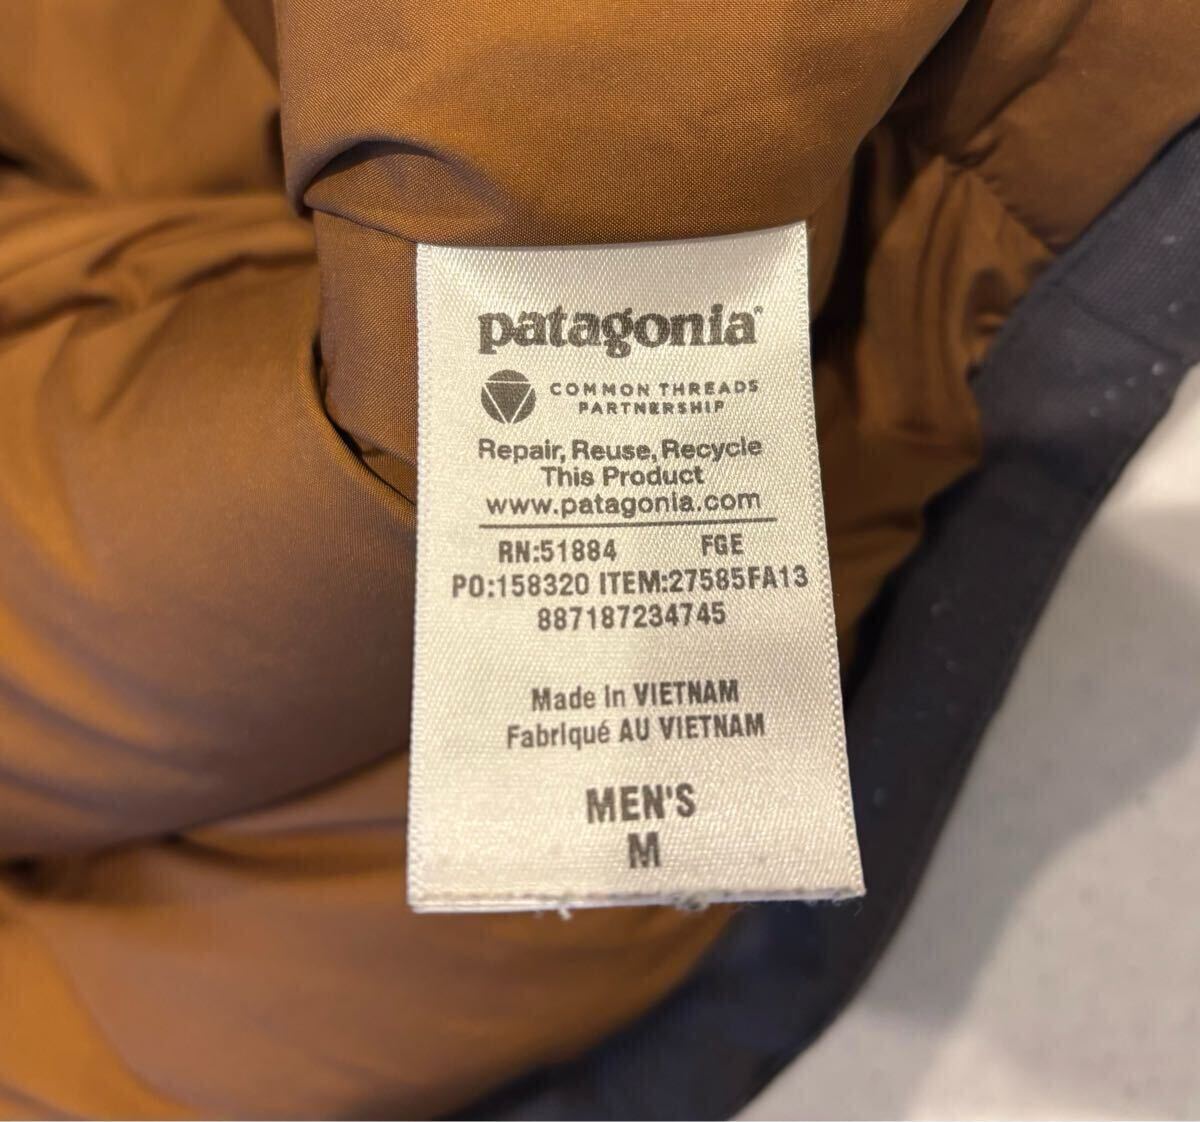 patagonia®
COMMON THREADS
PARTNERSHIP
Repair, Reuse, Recycle
This Product
www.patagonia.com
RN:51884 FGE
PO:158320 ITEM:27585FA13
887187234745
Made in VIETNAM
Fabriqué AU VIETNAM
MEN'S
M